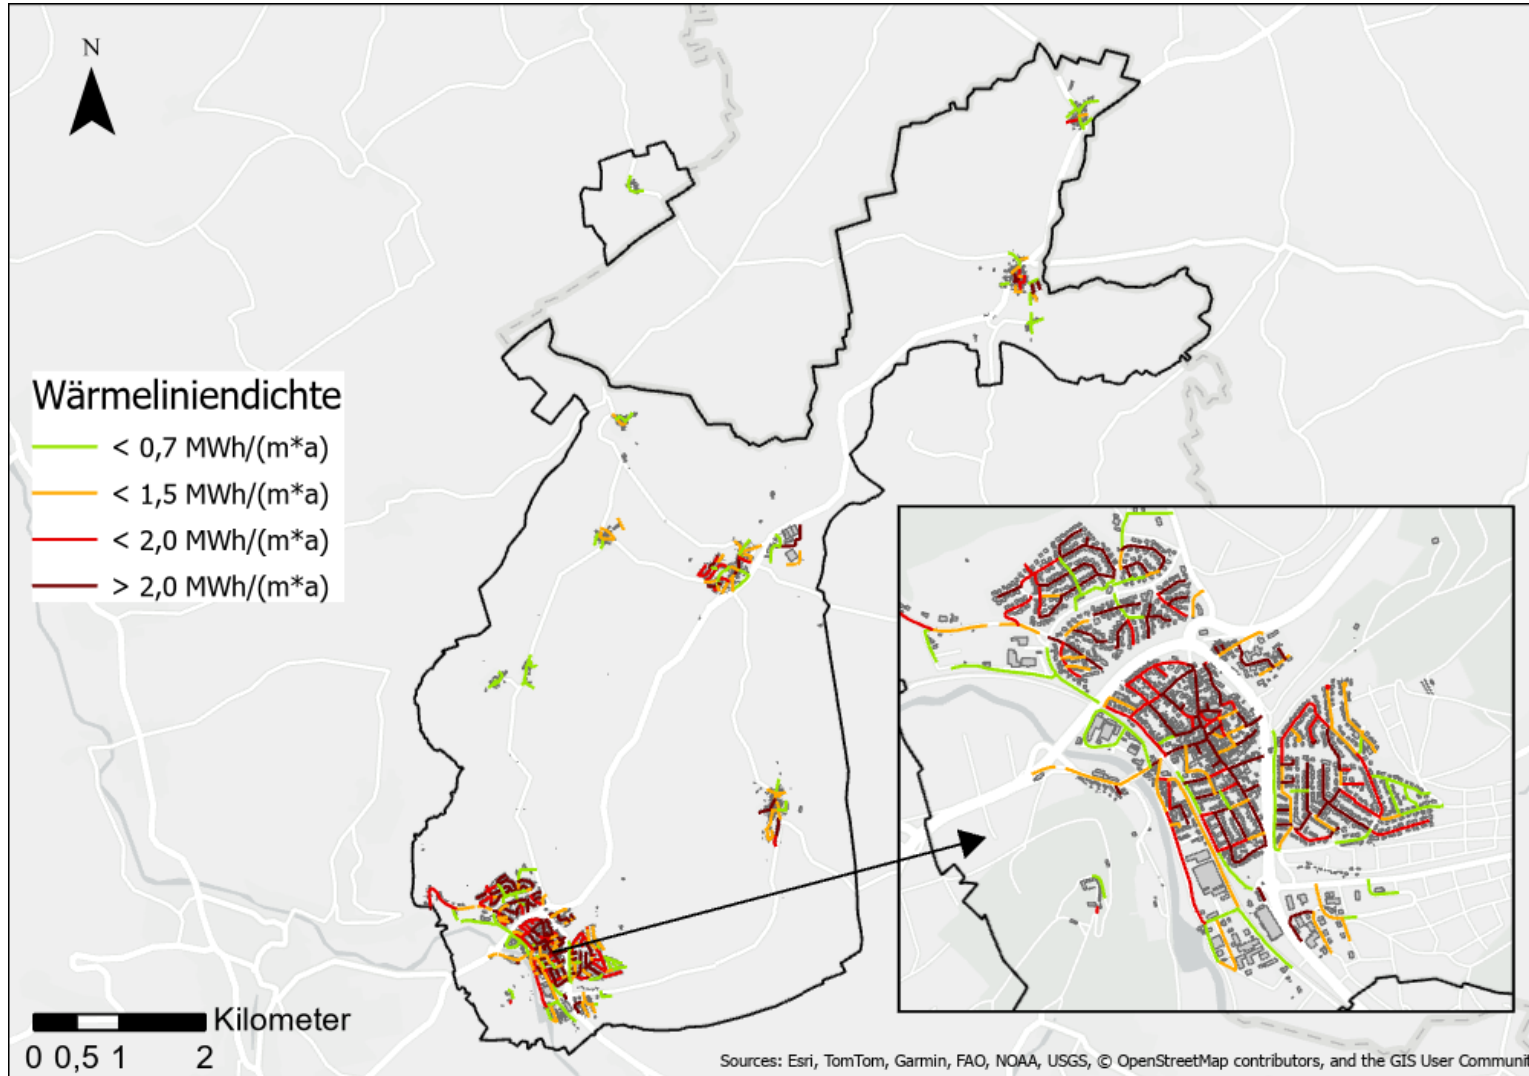 N
Wärmeliniendichte
< 0,7 MWh/(m*a)
< 1,5 MWh/(m*a)
< 2,0 MWh/(m*a)
> 2,0 MWh/(m*a)
Kilometer
0 0,5 1 2
Sources: Esri, TomTom, Garmin, FAO, NOAA, USGS, © OpenStreetMap contributors, and the GIS User Communit